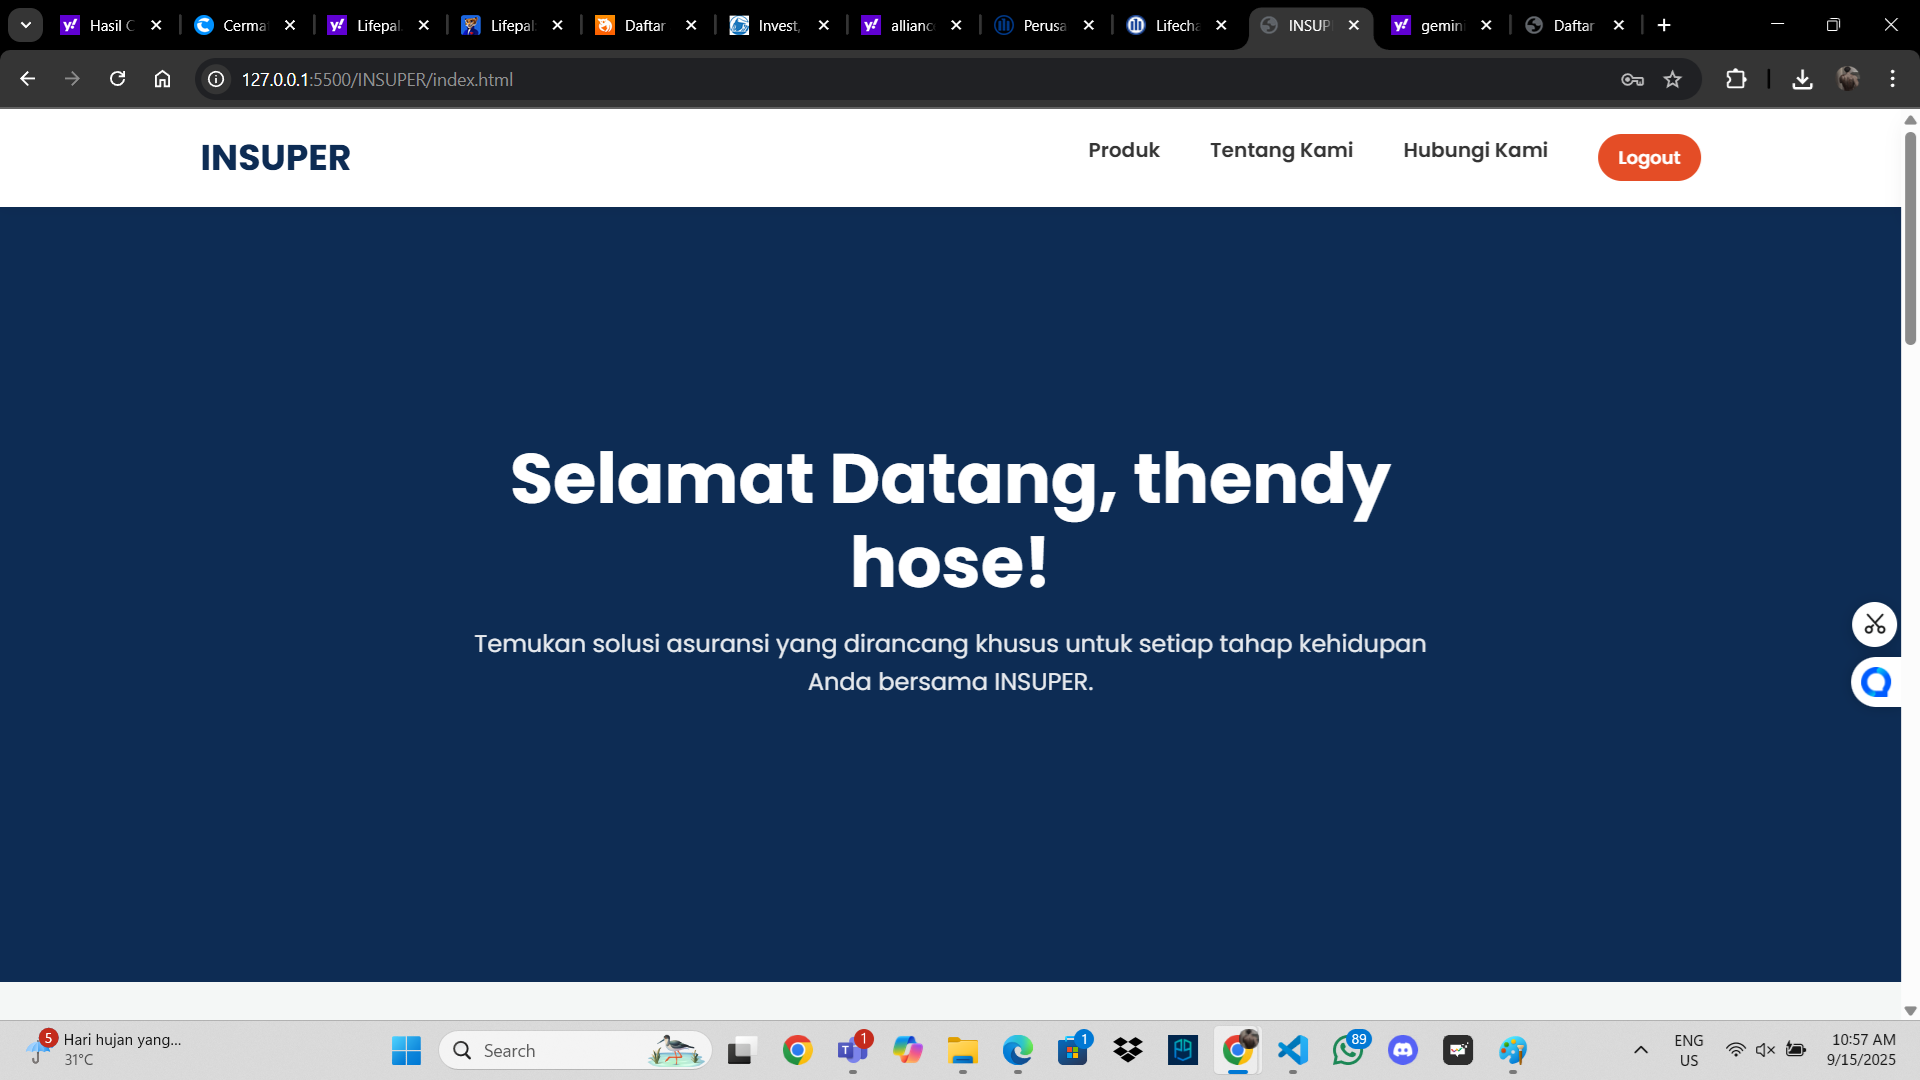 Hasil C
Cermat
Lifepal.
Lifepal
Daftar
Invest,
alliance
Perusa
Lifecha
INSUP
gemini
Daftar
127.0.0.1:5500/INSUPER/index.html
INSUPER
Produk
Tentang Kami
Hubungi Kami
Logout
Selamat Datang, thendy
hose!
Temukan solusi asuransi yang dirancang khusus untuk setiap tahap kehidupan
Anda bersama INSUPER.
5
Hari hujan yang...
31°C
Search
1
1
89
ENG
US
10:57 AM
9/15/2025